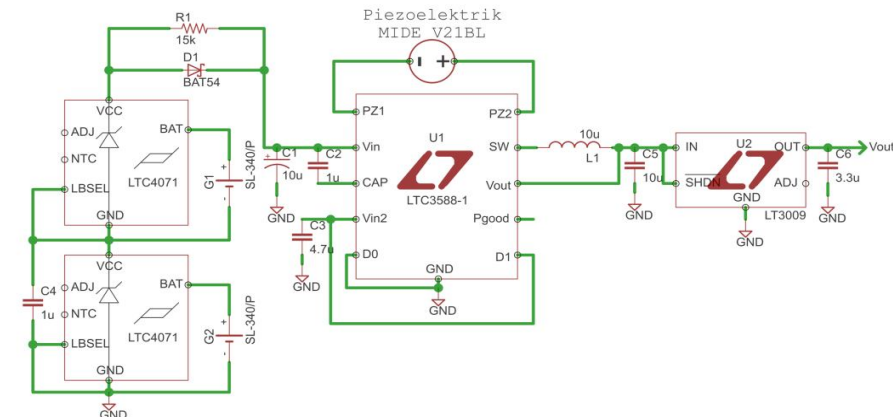 Piezoelektrik
MIDE V21BL
R1
15k
D1
BAT54
VCC
ADJ
BAT
NTC
LTC4071
LBSEL
GND
G1
SL-340/P
VCC
ADJ
BAT
NTC
LTC4071
LBSEL
GND
G2
SL-340/P
C4
1u
GND
C1
10u
GND
C2
1u
C3
4.7u
GND
PZ1
PZ2
Vin
U1
SW
CAP
LTC3588-1
Vout
Vin2
Pgood
D0
D1
GND
GND
10u
L1
C5
10u
GND
IN
U2
OUT
SHDN
ADJ
GND
LT3009
GND
C6
3.3u
GND
Vout